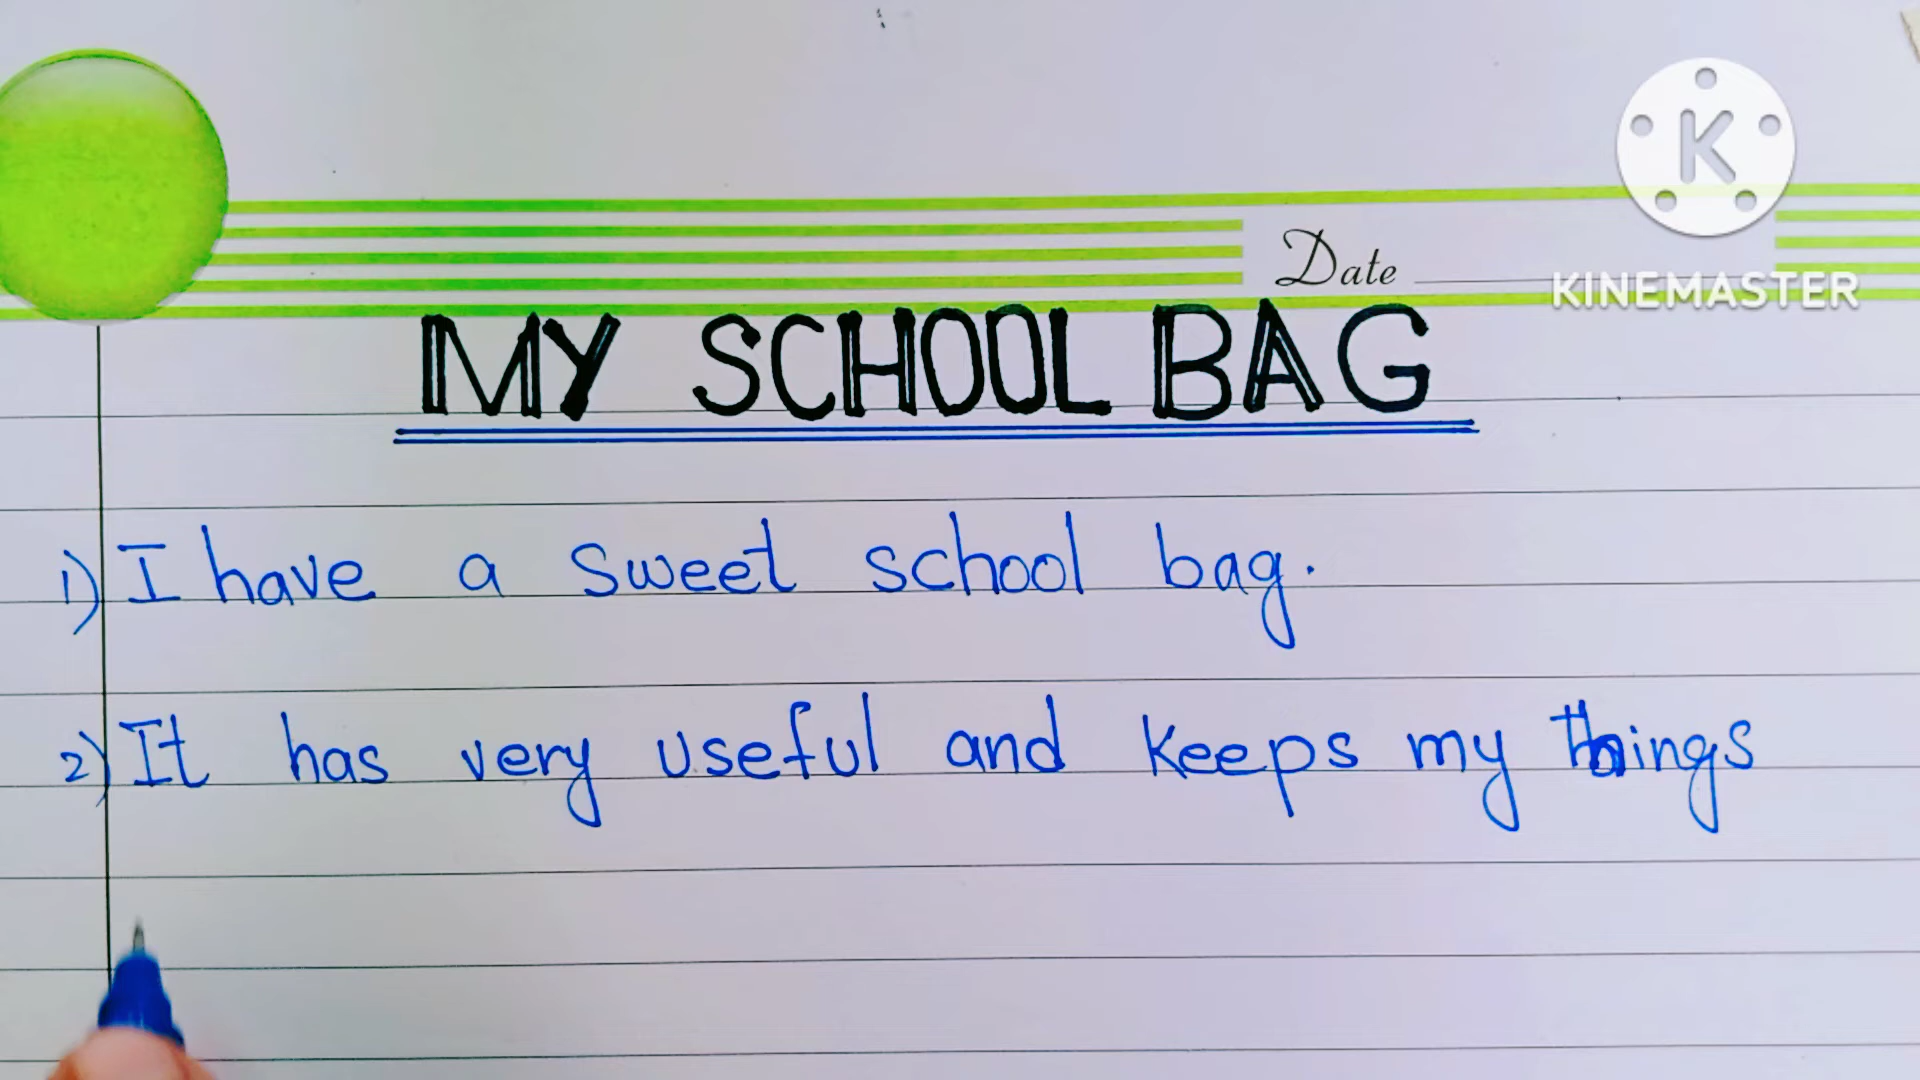 Date
KINEMASTER
MY SCHOOL BAG
1) I have a sweet school bag.
2) It has very useful and keeps my things